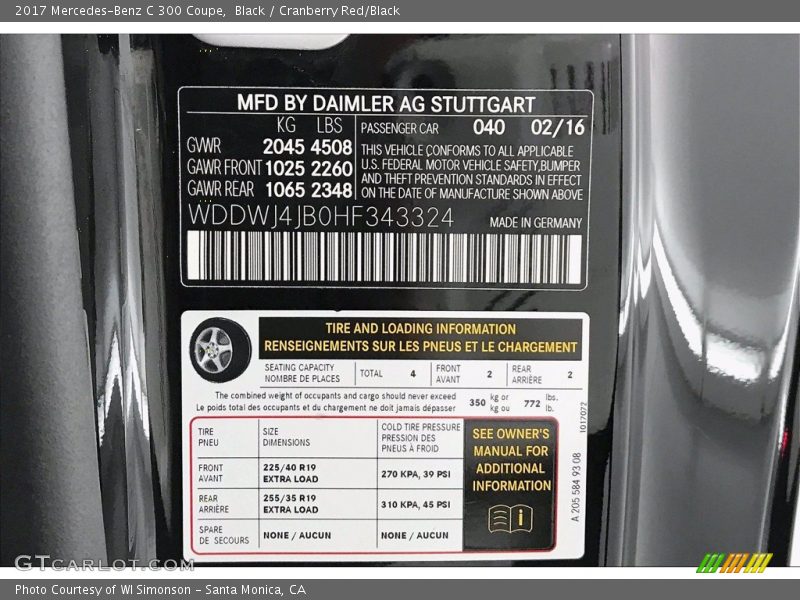 2017 Mercedes-Benz C 300 Coupe, Black / Cranberry Red/Black
MFD BY DAIMLER AG STUTTGART
KG LBS
GVWR 2045 4508
GAWR FRONT 1025 2260
GAWR REAR 1065 2348
PASSENGER CAR 040 02/16
THIS VEHICLE CONFORMS TO ALL APPLICABLE
U.S. FEDERAL MOTOR VEHICLE SAFETY,BUMPER
AND THEFT PREVENTION STANDARDS IN EFFECT
ON THE DATE OF MANUFACTURE SHOWN ABOVE
WDDWJ4JB0HF343324 MADE IN GERMANY
TIRE AND LOADING INFORMATION
RENSEIGNEMENTS SUR LES PNEUS ET LE CHARGEMENT
SEATING CAPACITY
NOMBRE DE PLACES
TOTAL 4
FRONT
AVANT
2
REAR
ARRIÈRE
2
The combined weight of occupants and cargo should never exceed
Le poids total des occupants et du chargement ne doit jamais dépasser
350 kg or
kg ou
772 lbs.
lb.
TIRE
PNEU
SIZE
DIMENSIONS
COLD TIRE PRESSURE
PRESSION DES
PNEUS À FROID
FRONT
AVANT
225/40 R19
EXTRA LOAD
270 KPA, 39 PSI
REAR
ARRIÈRE
255/35 R19
EXTRA LOAD
310 KPA, 45 PSI
SPARE
DE SECOURS
NONE / AUCUN
NONE / AUCUN
SEE OWNER'S
MANUAL FOR
ADDITIONAL
INFORMATION
A 205 584 93 08
1017072
GTCARLOT.COM
Photo Courtesy of WI Simonson - Santa Monica, CA